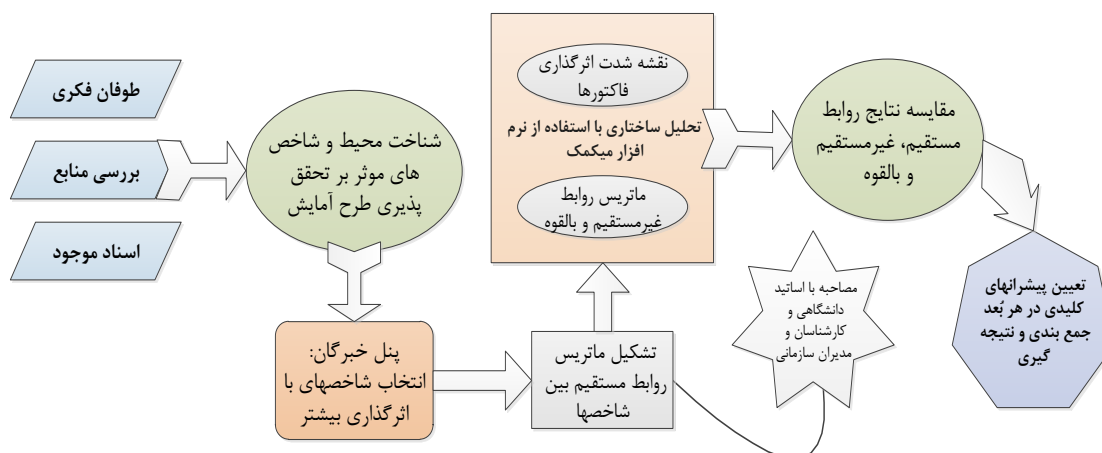 طوفان فکری
بررسی منابع
اسناد موجود
شناخت محیط و شاخص
های موثر بر تحقق
پذیری طرح آمایش
پنل خبرگان:
انتخاب شاخصهای با
اثرگذاری بیشتر
تشکیل ماتریس
روابط مستقیم بین
شاخصها
نقشه شدت اثرگذاری
فاکتورها
تحلیل ساختاری با استفاده از نرم
افزار میکمک
ماتریس روابط
غیرمستقیم و بالقوه
مصاحبه با اساتید
دانشگاهی و
کارشناسان و
مدیران سازمانی
مقایسه نتایج روابط
مستقیم، غیرمستقیم
و بالقوه
تعیین پیشرانهای
کلیدی در هر بُعد
جمع بندی و نتیجه
گیری